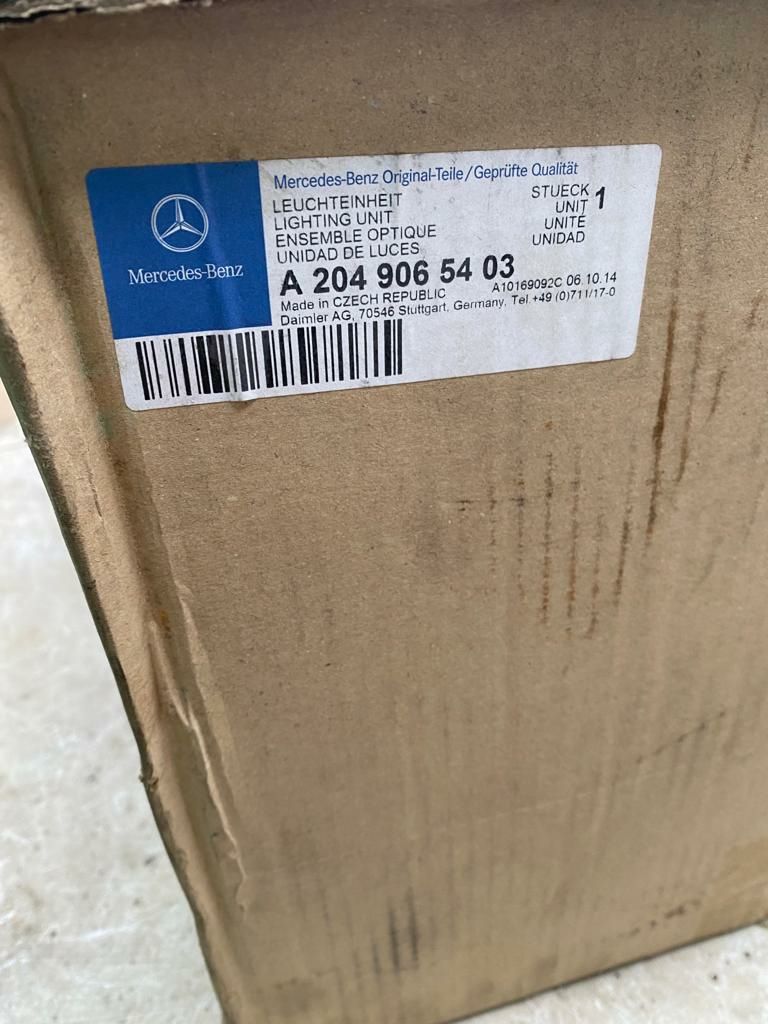 Mercedes-Benz
Mercedes-Benz Original-Teile/Geprüfte Qualität
LEUCHTEINHEIT
LIGHTING UNIT
ENSEMBLE OPTIQUE
UNIDAD DE LUCES
STUECK
UNIT
UNITÉ
UNIDAD
1
A 204 906 54 03
Made in CZECH REPUBLIC A10169092C 06.10.14
Daimler AG, 70546 Stuttgart, Germany, Tel.+49 (0)711/17-0